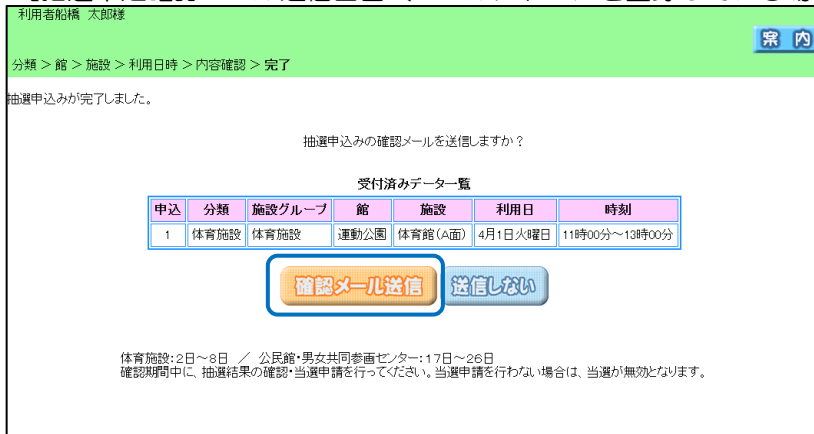 利用者船橋 太郎様
案内
分類 > 館 > 施設 > 利用日時 > 内容確認 > 完了
抽選申込みが完了しました。
抽選申込みの確認メールを送信しますか？
受付済みデータ一覧
申込 分類 施設グループ 館 施設 利用日 時刻
1 体育施設 体育施設 運動公園 体育館(A面) 4月1日火曜日 11時00分～13時00分
確認メール送信 送信しない
体育施設:2日～8日 ／ 公民館・男女共同参画センター:17日～26日
確認期間中に、抽選結果の確認・当選申請を行ってください。当選申請を行わない場合は、当選が無効となります。